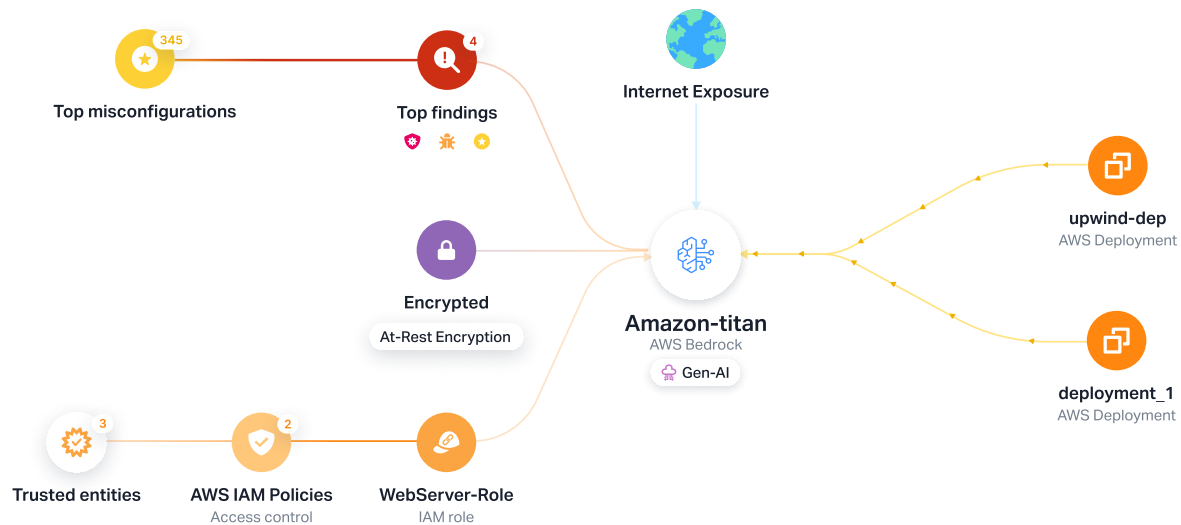 345
Top misconfigurations
4
Top findings
Internet Exposure
upwind-dep
AWS Deployment
Encrypted
At-Rest Encryption
Amazon-titan
AWS Bedrock
Gen-AI
deployment_1
AWS Deployment
3
Trusted entities
2
AWS IAM Policies
Access control
WebServer-Role
IAM role